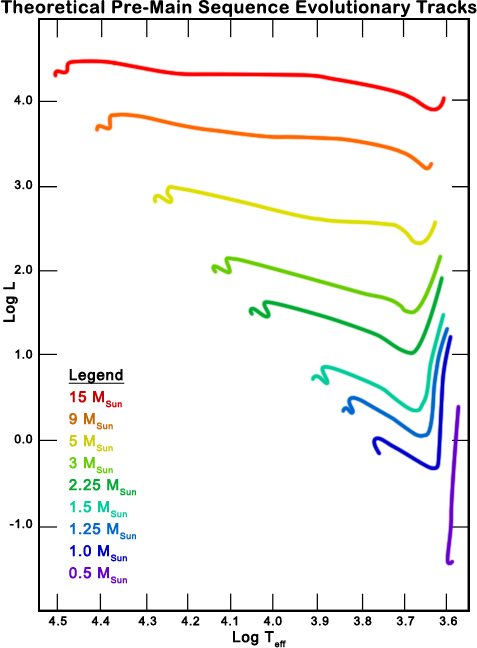 Theoretical Pre-Main Sequence Evolutionary Tracks
4.0
3.0
2.0
Log L
1.0
0.0
-1.0
Legend
15 MSun
9 MSun
5 MSun
3 MSun
2.25 MSun
1.5 MSun
1.25 MSun
1.0 MSun
0.5 MSun
4.5 4.4 4.3 4.2 4.1 4.0 3.9 3.8 3.7 3.6
Log Teff